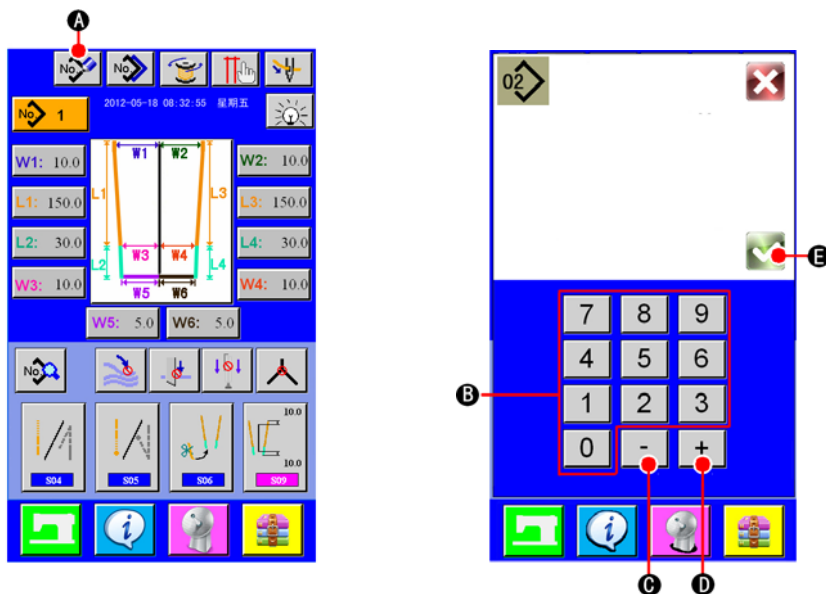 A
No. No.
No. 1
2012-05-18 08:32:55 星期五
W1: 10.0
L1: 150.0
L2: 30.0
W3: 10.0
W1 W2
L1 L3
W3 W4
L2 L4
W5 W6
W2: 10.0
L3: 150.0
L4: 30.0
W4: 10.0
W5: 5.0 W6: 5.0
No.
10.0
10.0
S04 S05 S06 S09
i
02
E
7 8 9
4 5 6
B
1 2 3
0 - +
i
C D